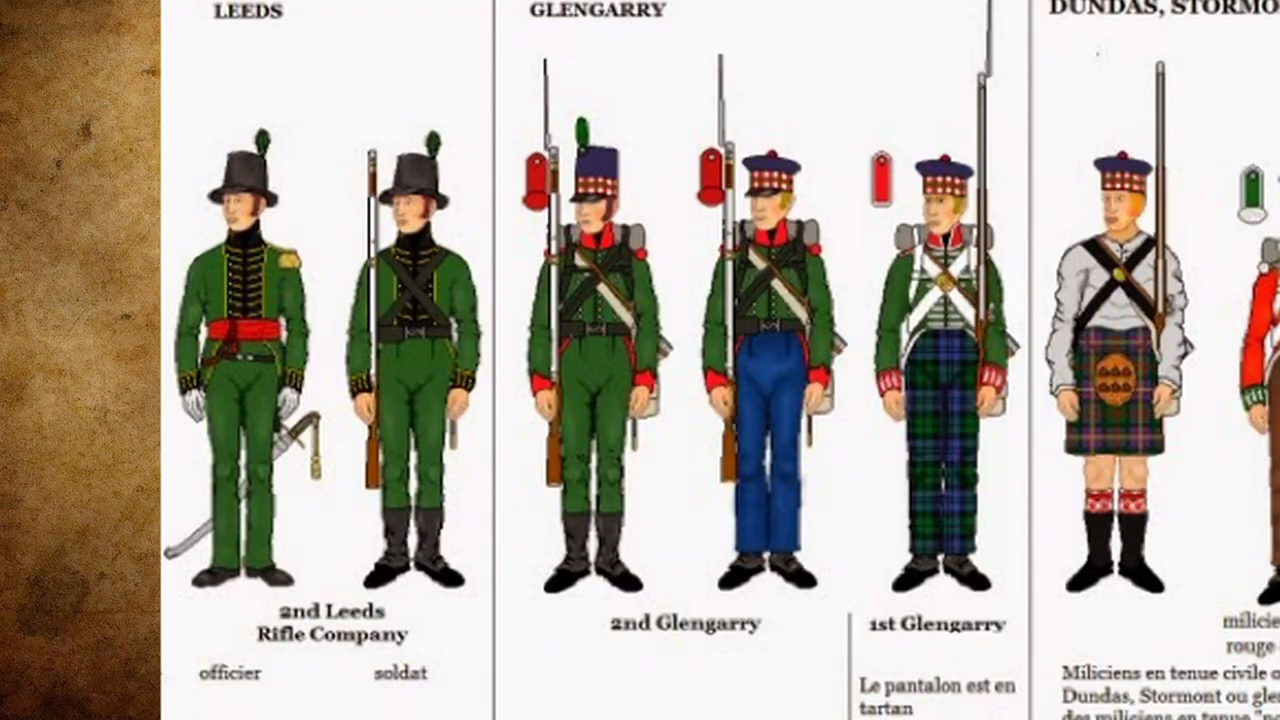 LEEDS
GLENGARRY
DUNDAS, STORMO
2nd Leeds
Rifle Company
officier
soldat
2nd Glengarry
1st Glengarry
Le pantalon est en
tartan
milicie
rouge
Miliciens en tenue civile
Dundas, Stormont ou gle
des miliciens en tenue